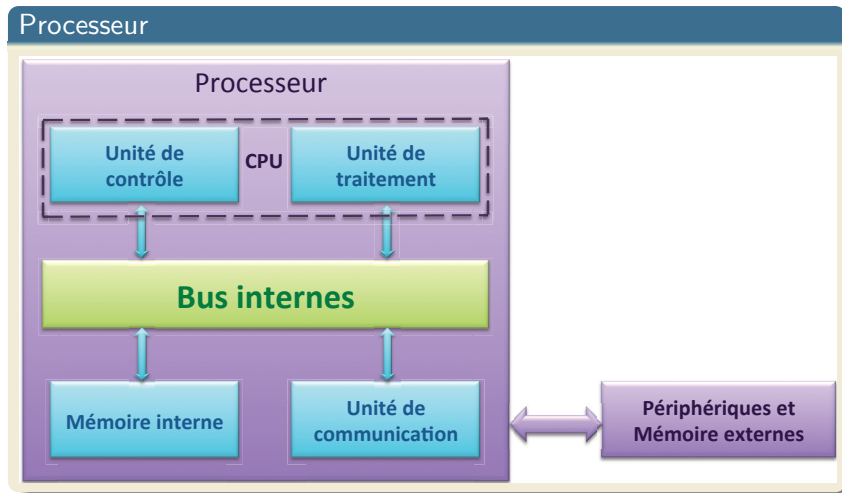 Processeur
Processeur
Unité de
contrôle
CPU
Unité de
traitement
Bus internes
Mémoire interne
Unité de
communication
Périphériques et
Mémoire externes